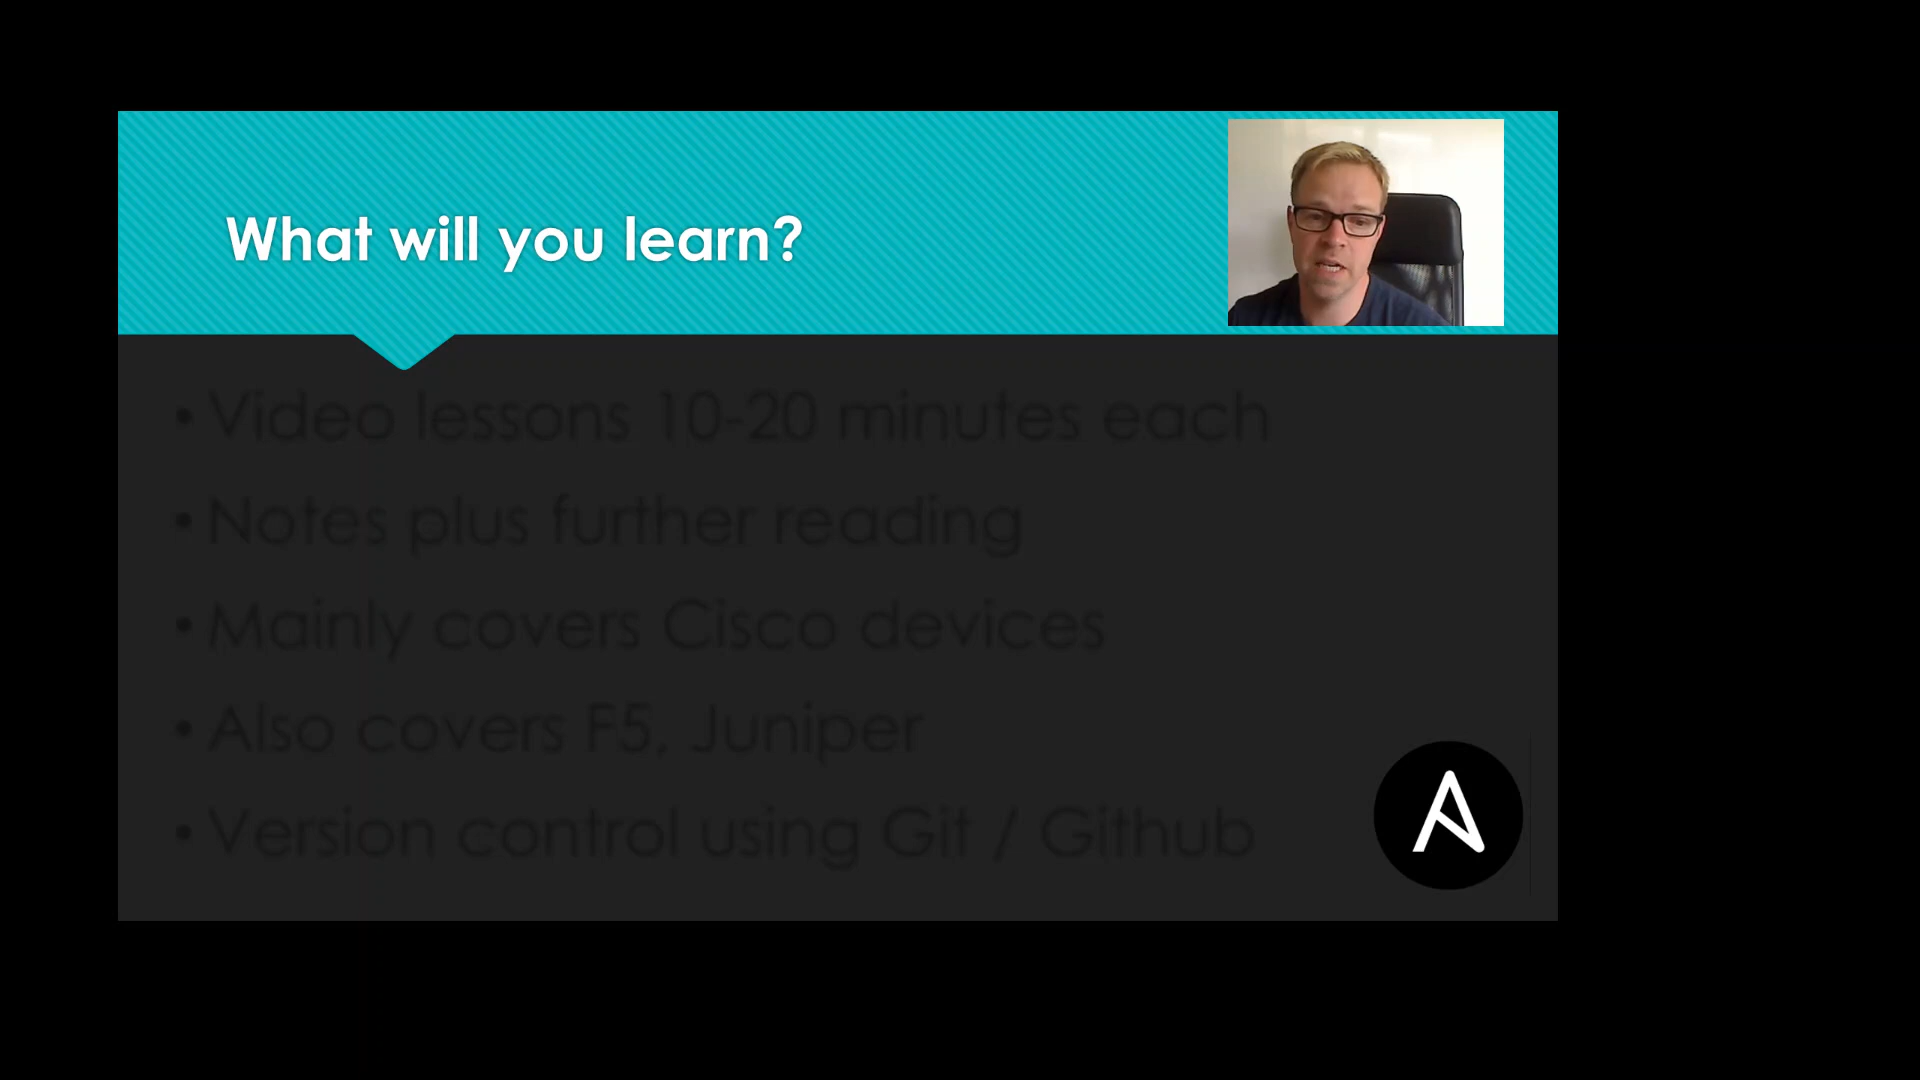 What will you learn?
• Video lessons 10-20 minutes each
• Notes plus further reading
• Mainly covers Cisco devices
• Also covers F5, Juniper
• Version control using Git / Github